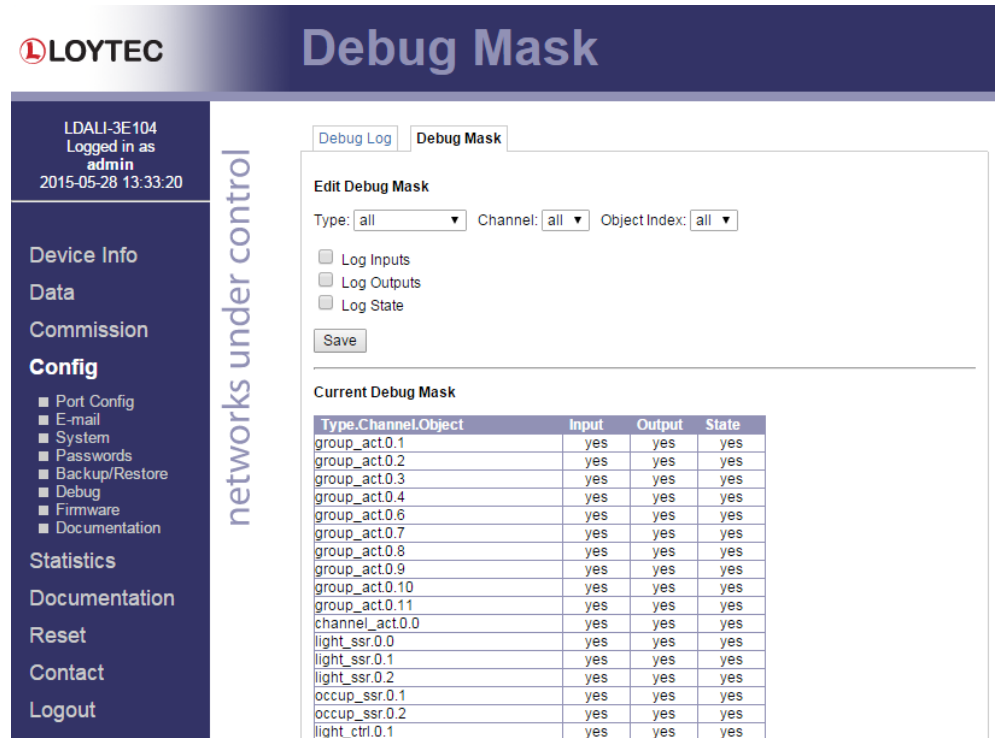 LOYTEC
Debug Mask
LDALI-3E104
Logged in as
admin
2015-05-28 13:33:20
Device Info
Data
Commission
Config
Port Config
E-mail
System
Passwords
Backup/Restore
Debug
Firmware
Documentation
Statistics
Documentation
Reset
Contact
Logout
networks under control
Debug Log Debug Mask
Edit Debug Mask
Type: all Channel: all Object Index: all
Log Inputs
Log Outputs
Log State
Save
Current Debug Mask
Type.Channel.Object Input Output State
group_act.0.1 yes yes yes
group_act.0.2 yes yes yes
group_act.0.3 yes yes yes
group_act.0.4 yes yes yes
group_act.0.6 yes yes yes
group_act.0.7 yes yes yes
group_act.0.8 yes yes yes
group_act.0.9 yes yes yes
group_act.0.10 yes yes yes
group_act.0.11 yes yes yes
channel_act.0.0 yes yes yes
light_ssr.0.0 yes yes yes
light_ssr.0.1 yes yes yes
light_ssr.0.2 yes yes yes
occup_ssr.0.1 yes yes yes
occup_ssr.0.2 yes yes yes
light_ctrl.0.1 yes yes yes